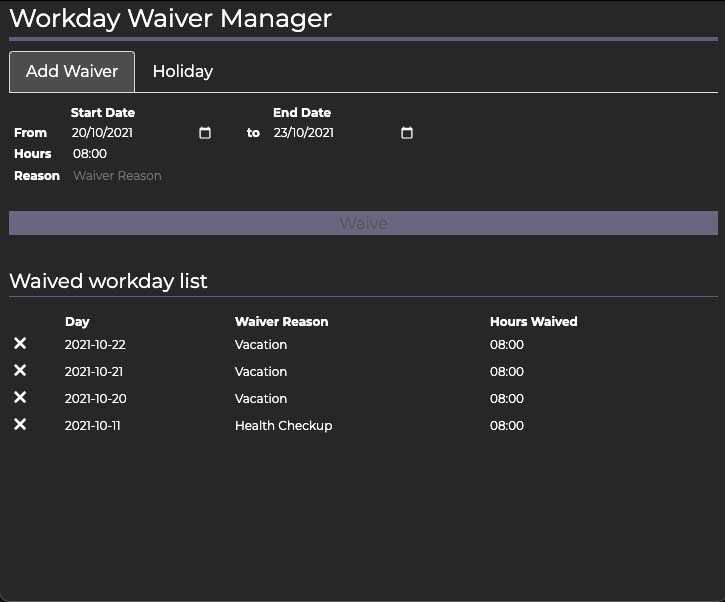 Workday Waiver Manager
Add Waiver Holiday
Start Date End Date
From 20/10/2021 to 23/10/2021
Hours 08:00
Reason Waiver Reason
Waive
Waived workday list
Day Waiver Reason Hours Waived
2021-10-22 Vacation 08:00
2021-10-21 Vacation 08:00
2021-10-20 Vacation 08:00
2021-10-11 Health Checkup 08:00